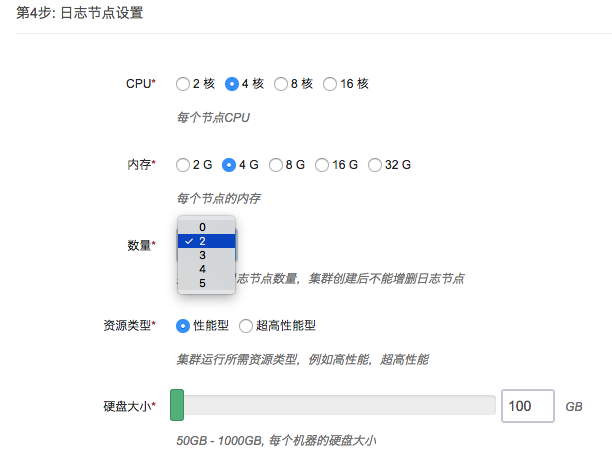 第4步: 日志节点设置
CPU* 2 核 4 核 8 核 16 核
每个节点CPU
内存* 2 G 4 G 8 G 16 G 32 G
每个节点的内存
0
数量* ✓ 2
3
4
志节点数量，集群创建后不能增删日志节点
5
资源类型* 性能型 超高性能型
集群运行所需资源类型，例如高性能，超高性能
硬盘大小* 100 GB
50GB - 1000GB, 每个机器的硬盘大小